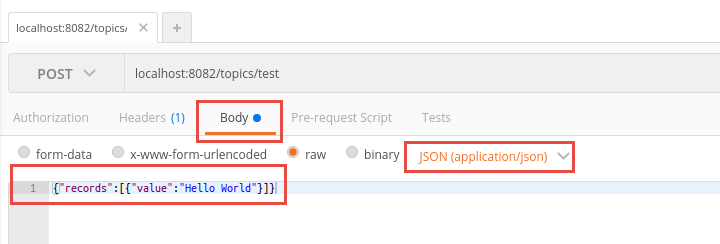 localhost:8082/topics/
POST localhost:8082/topics/test
Authorization Headers (1) Body Pre-request Script Tests
form-data x-www-form-urlencoded raw binary JSON (application/json)
1 {"records":[{"value":"Hello World"}]}